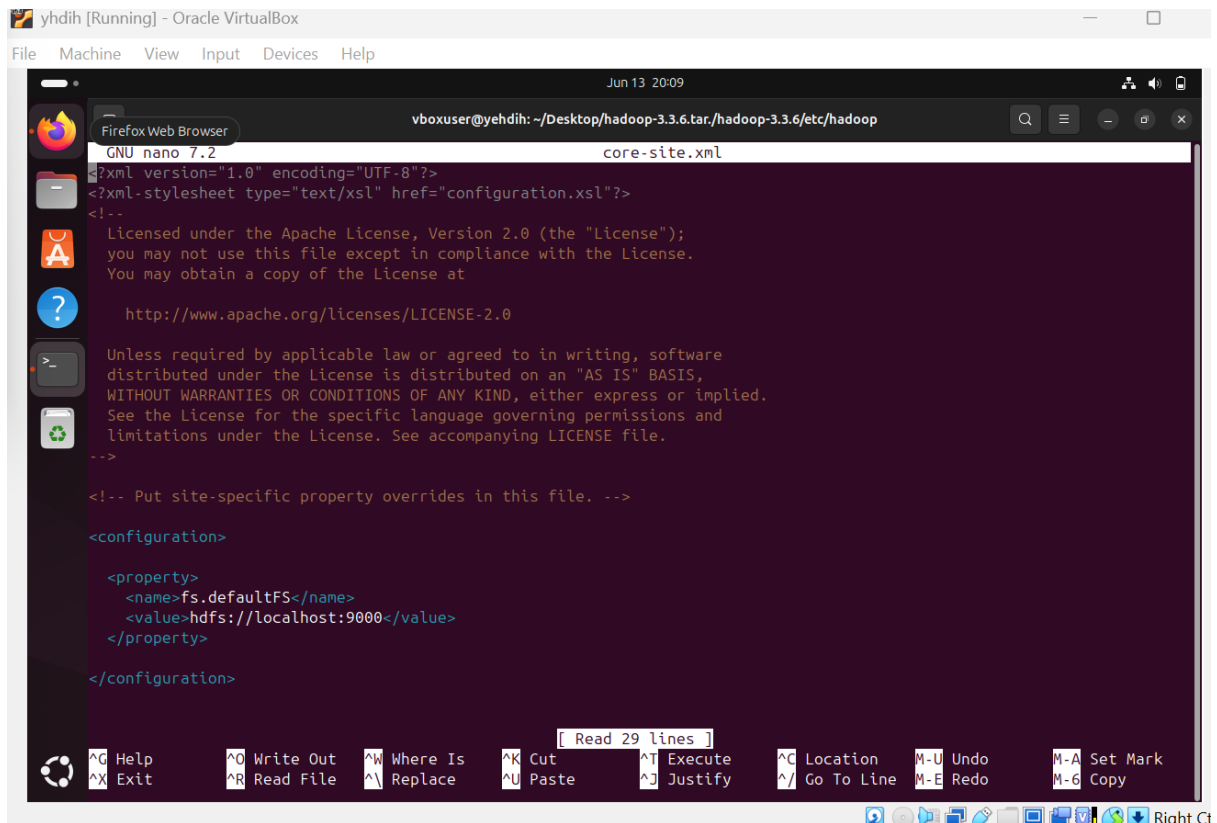 yhdih [Running] - Oracle VirtualBox
File Machine View Input Devices Help
Jun 13 20:09
Firefox Web Browser
vboxuser@yehdih: ~/Desktop/hadoop-3.3.6.tar./hadoop-3.3.6/etc/hadoop
GNU nano 7.2 core-site.xml
<?xml version="1.0" encoding="UTF-8"?>
<?xml-stylesheet type="text/xsl" href="configuration.xsl"?>
<!--
Licensed under the Apache License, Version 2.0 (the "License");
you may not use this file except in compliance with the License.
You may obtain a copy of the License at
http://www.apache.org/licenses/LICENSE-2.0
Unless required by applicable law or agreed to in writing, software
distributed under the License is distributed on an "AS IS" BASIS,
WITHOUT WARRANTIES OR CONDITIONS OF ANY KIND, either express or implied.
See the License for the specific language governing permissions and
limitations under the License. See accompanying LICENSE file.
-->
<!-- Put site-specific property overrides in this file. -->
<configuration>
<property>
<name>fs.defaultFS</name>
<value>hdfs://localhost:9000</value>
</property>
</configuration>
[ Read 29 lines ]
^G Help ^O Write Out ^W Where Is ^K Cut ^T Execute ^C Location M-U Undo M-A Set Mark
^X Exit ^R Read File ^\ Replace ^U Paste ^J Justify ^/ Go To Line M-E Redo M-6 Copy
Right Ct